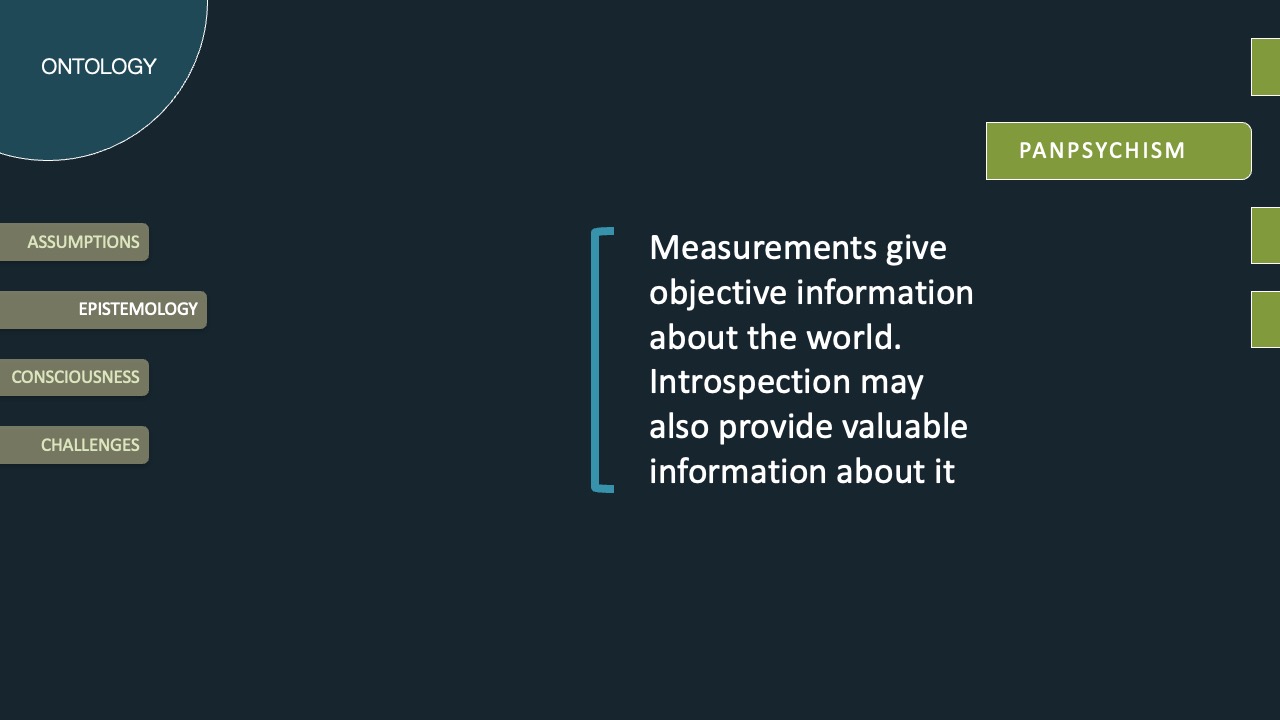 ONTOLOGY
PANPSYCHISM
ASSUMPTIONS
EPISTEMOLOGY
CONSCIOUSNESS
CHALLENGES
Measurements give
objective information
about the world.
Introspection may
also provide valuable
information about it